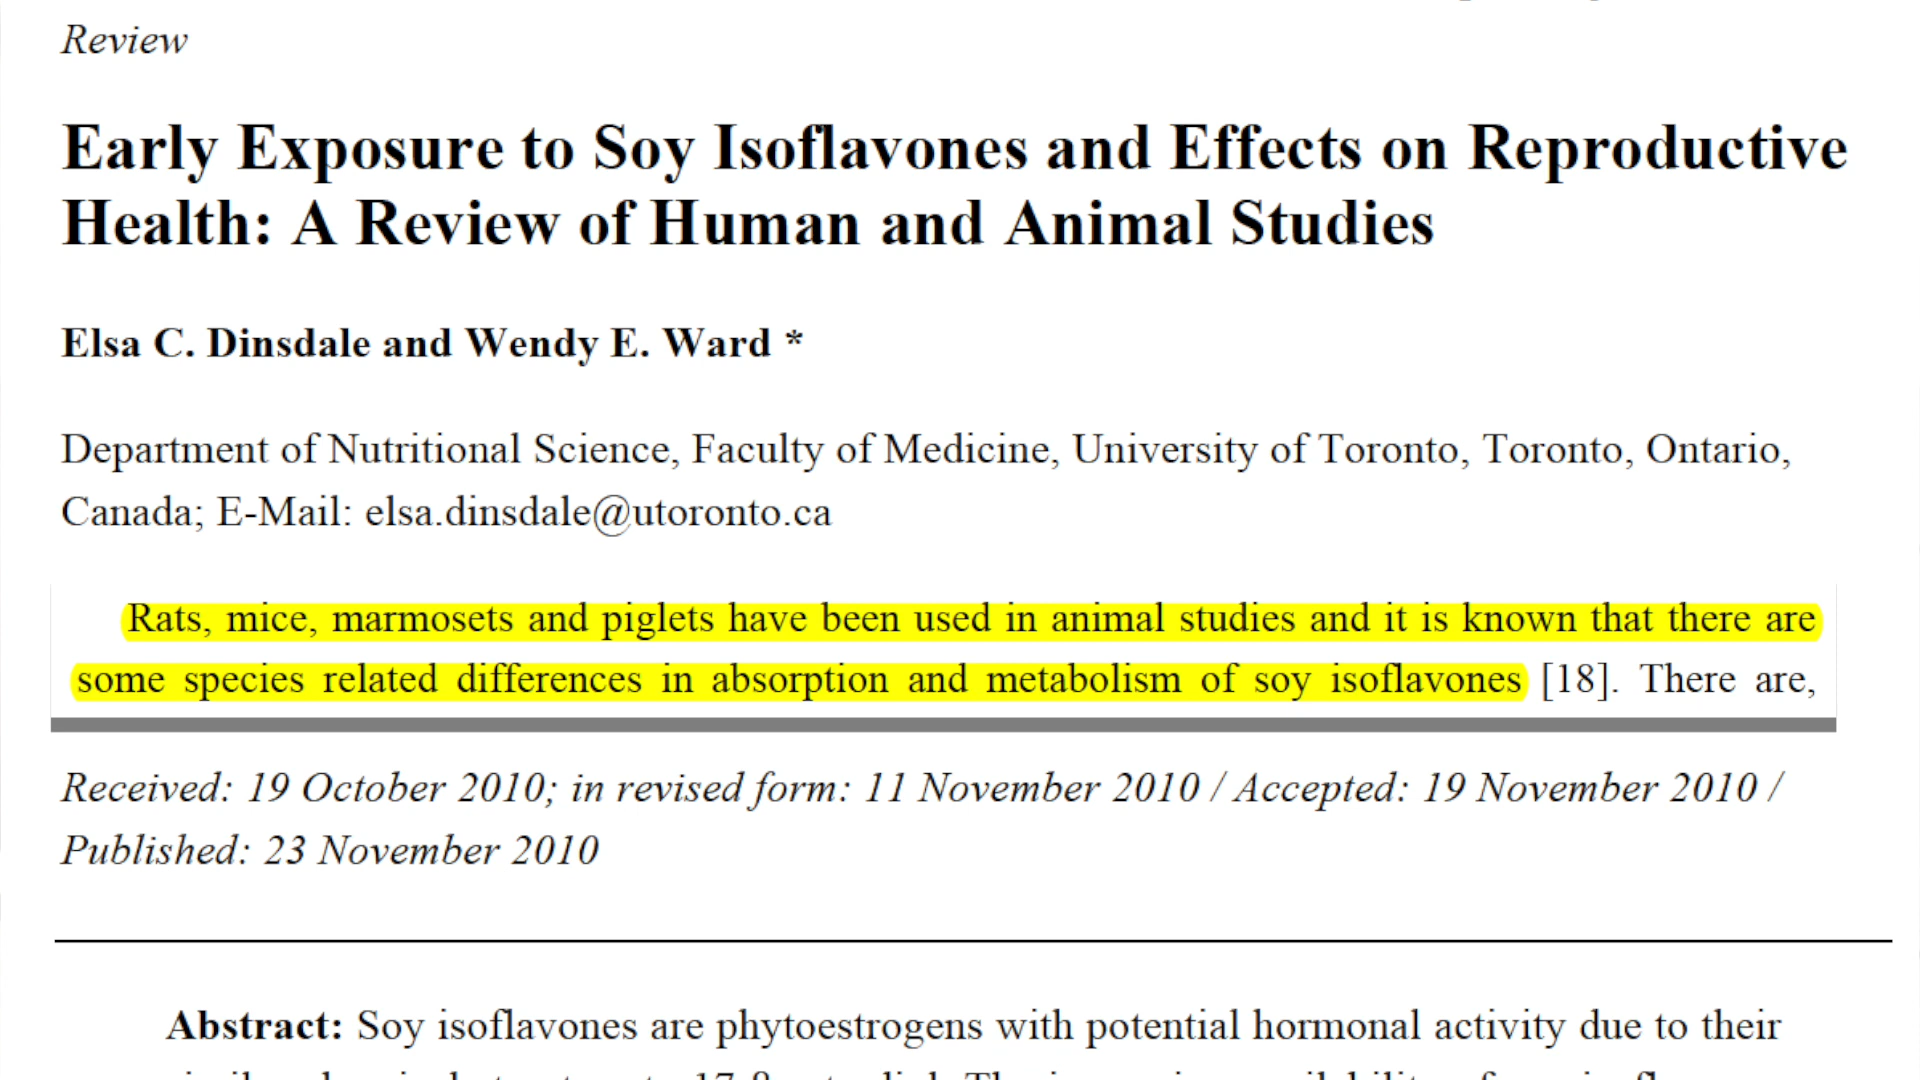 Review
Early Exposure to Soy Isoflavones and Effects on Reproductive
Health: A Review of Human and Animal Studies
Elsa C. Dinsdale and Wendy E. Ward *
Department of Nutritional Science, Faculty of Medicine, University of Toronto, Toronto, Ontario,
Canada; E-Mail: elsa.dinsdale@utoronto.ca
Rats, mice, marmosets and piglets have been used in animal studies and it is known that there are
some species related differences in absorption and metabolism of soy isoflavones [18]. There are,
Received: 19 October 2010; in revised form: 11 November 2010 / Accepted: 19 November 2010 /
Published: 23 November 2010
Abstract: Soy isoflavones are phytoestrogens with potential hormonal activity due to their